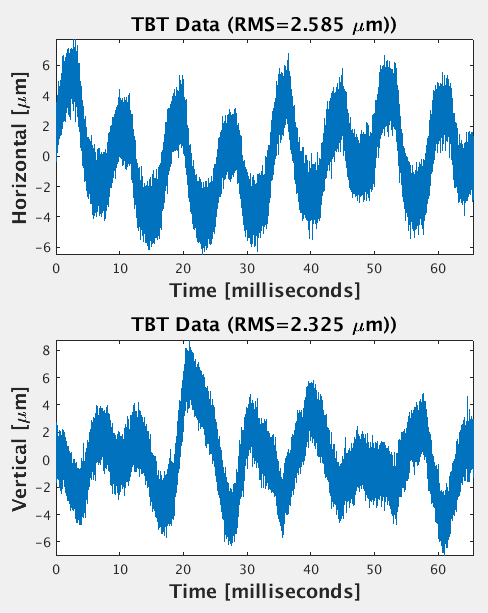 TBT Data (RMS=2.585 μm))
Horizontal [μm]
6
4
2
0
-2
-4
-6
0 10 20 30 40 50 60
Time [milliseconds]
TBT Data (RMS=2.325 μm))
Vertical [μm]
8
6
4
2
0
-2
-4
-6
0 10 20 30 40 50 60
Time [milliseconds]